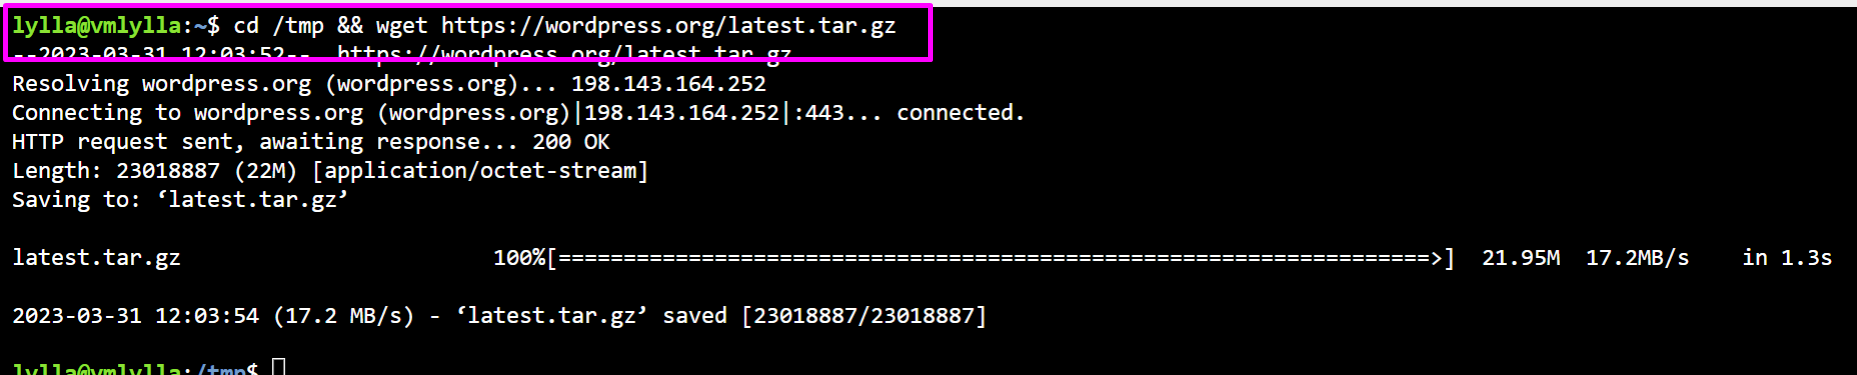 lylla@vmlylla:~$ cd /tmp && wget https://wordpress.org/latest.tar.gz
--2023-03-31 12:03:52-- https://wordpress.org/latest.tar.gz
Resolving wordpress.org (wordpress.org)... 198.143.164.252
Connecting to wordpress.org (wordpress.org)|198.143.164.252|:443... connected.
HTTP request sent, awaiting response... 200 OK
Length: 23018887 (22M) [application/octet-stream]
Saving to: ‘latest.tar.gz’
latest.tar.gz 100%[===================================================================>] 21.95M 17.2MB/s in 1.3s
2023-03-31 12:03:54 (17.2 MB/s) - ‘latest.tar.gz’ saved [23018887/23018887]
lylla@vmlylla:/tmp$